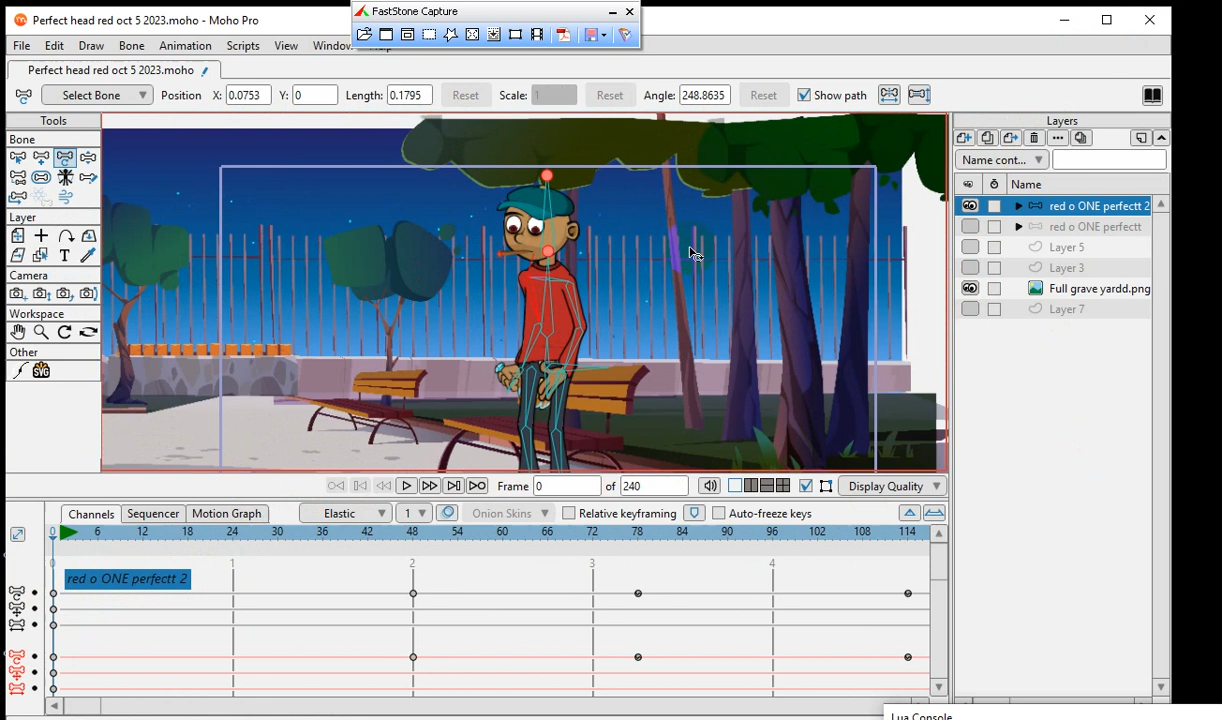 Perfect head red oct 5 2023.moho - Moho Pro
FastStone Capture
File Edit Draw Bone Animation Scripts View Window Help
Perfect head red oct 5 2023.moho
Select Bone Position X: 0.0753 Y: 0 Length: 0.1795 Reset Scale: 1 Reset Angle: 248.8635 Reset Show path
Tools
Bone
Layer
T
Camera
Workspace
Other
SVG
Layers
Name cont...
Name
red o ONE perfectt 2
red o ONE perfectt
Layer 5
Layer 3
Full grave yardd.png
Layer 7
Frame 0 of 240 Display Quality
Channels Sequencer Motion Graph Elastic 1 Onion Skins Relative keyframing Auto-freeze keys
0 6 12 18 24 30 36 42 48 54 60 66 72 78 84 90 96 102 108 114
0 1 2 3 4
red o ONE perfectt 2
Lua Console